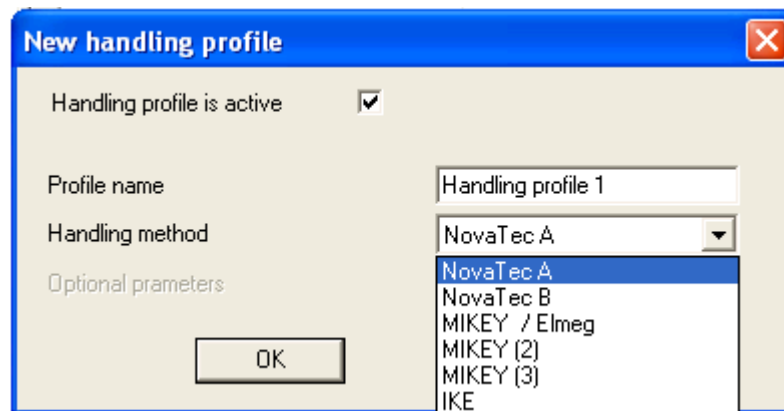 New handling profile
Handling profile is active
Profile name Handling profile 1
Handling method NovaTec A
NovaTec A
Optional prameters
NovaTec B
MIKEY / Elmeg
MIKEY (2)
OK
MIKEY (3)
IKE